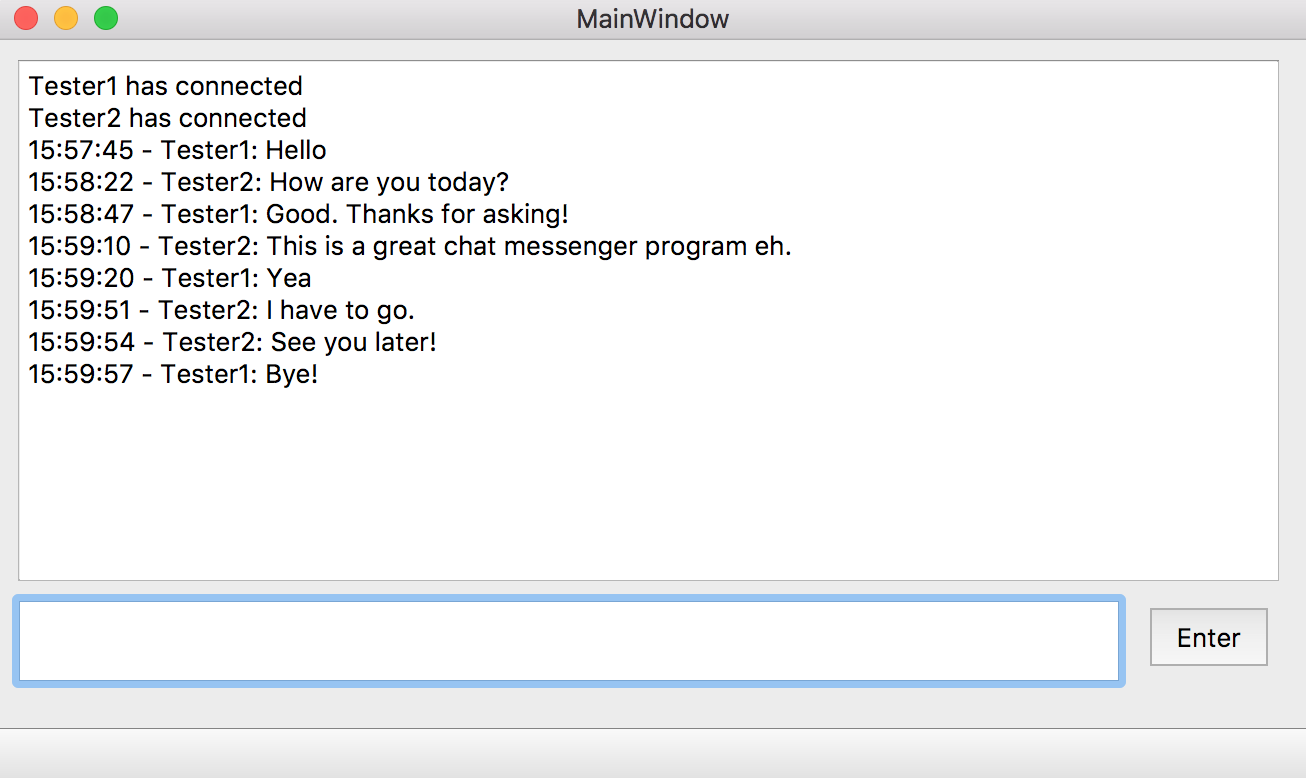 MainWindow
Tester1 has connected
Tester2 has connected
15:57:45 - Tester1: Hello
15:58:22 - Tester2: How are you today?
15:58:47 - Tester1: Good. Thanks for asking!
15:59:10 - Tester2: This is a great chat messenger program eh.
15:59:20 - Tester1: Yea
15:59:51 - Tester2: I have to go.
15:59:54 - Tester2: See you later!
15:59:57 - Tester1: Bye!
Enter